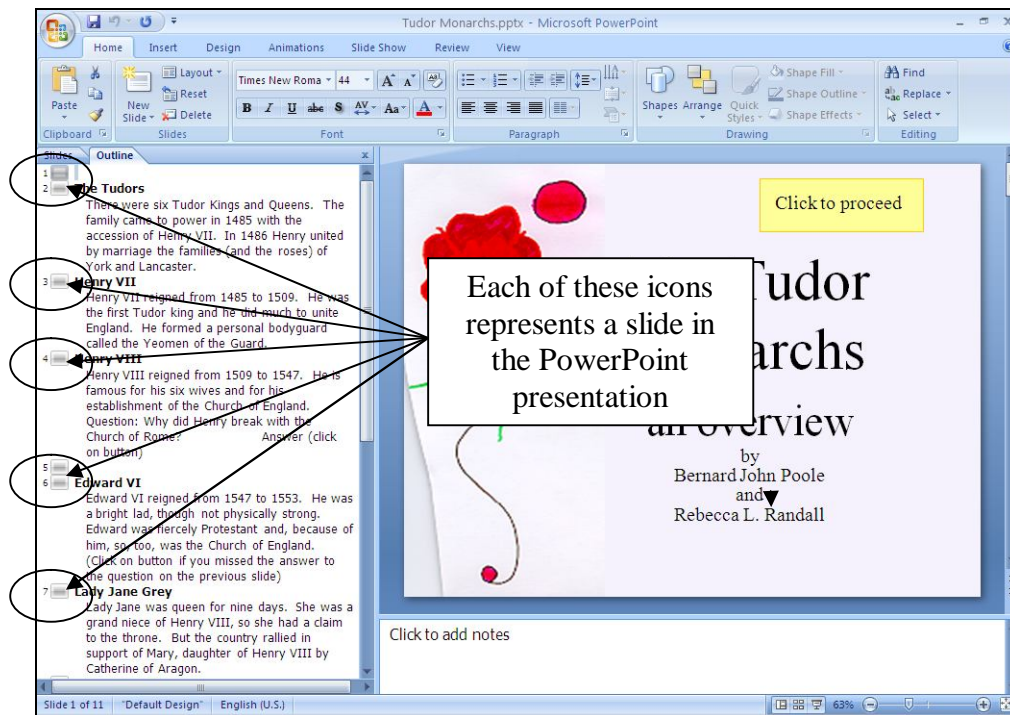 Tudor Monarchs.pptx - Microsoft PowerPoint
Home Insert Design Animations Slide Show Review View
Paste
New Slide
Layout
Reset
Delete
Times New Roma 44
B I U abe S AV Aa A
Shapes Arrange Quick Styles
Shape Fill
Shape Outline
Shape Effects
Find
Replace
Select
Clipboard Slides Font Paragraph Drawing Editing
Slides Outline x
1
2 The Tudors
There were six Tudor Kings and Queens. The
family came to power in 1485 with the
accession of Henry VII. In 1486 Henry united
by marriage the families (and the roses) of
York and Lancaster.
3 Henry VII
Henry VII reigned from 1485 to 1509. He was
the first Tudor king and he did much to unite
England. He formed a personal bodyguard
called the Yeomen of the Guard.
4 Henry VIII
Henry VIII reigned from 1509 to 1547. He is
famous for his six wives and for his
establishment of the Church of England.
Question: Why did Henry break with the
Church of Rome? Answer (click
on button)
5
6 Edward VI
Edward VI reigned from 1547 to 1553. He was
a bright lad, though not physically strong.
Edward was fiercely Protestant and, because of
him, so, too, was the Church of England.
(Click on button if you missed the answer to
the question on the previous slide)
7 Lady Jane Grey
Lady Jane was queen for nine days. She was a
grand niece of Henry VIII, so she had a claim
to the throne. But the country rallied in
support of Mary, daughter of Henry VIII by
Catherine of Aragon.
Click to proceed
Tudor
archs
an overview
by
Bernard John Poole
and
Rebecca L. Randall
Each of these icons
represents a slide in
the PowerPoint
presentation
Click to add notes
Slide 1 of 11 "Default Design" English (U.S.) 63%